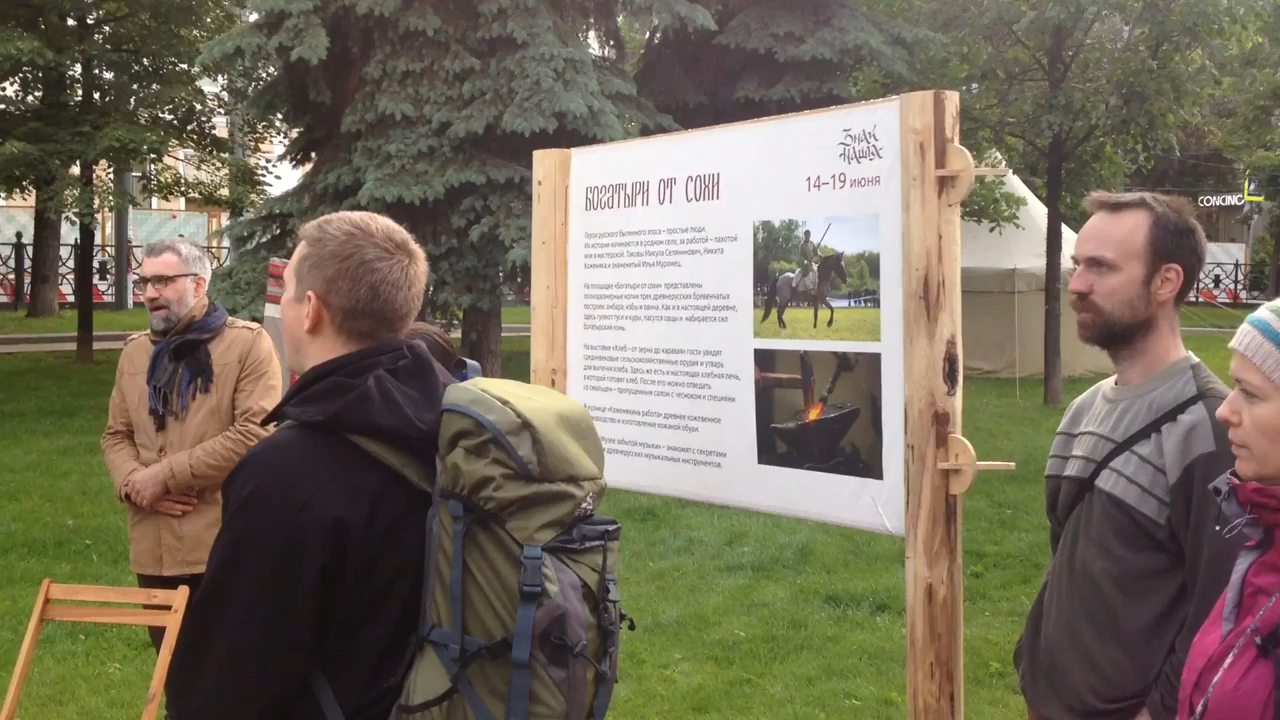 Знак
Наших
14–19 июня
БОГАТЫРИ ОТ СОХИ
Герои русского былинного эпоса – простые люди.
Их истории начинаются в родном селе, за работой – пахотой
или в мастерской. Таковы Микула Селянинович, Никита
Кожемяка и знаменитый Илья Муромец.
На площадке «Богатыри от сохи» представлены
полноразмерные копии трех древнерусских бревенчатых
построек: амбара, избы и овина. Как и в настоящей деревне,
здесь гуляют гуси и куры, пасутся овцы и набирается сил
богатырский конь.
На выставке «Хлеб – от зерна до каравая» гости увидят
средневековые сельскохозяйственные орудия и утварь
для выпечки хлеба. Здесь же есть и настоящая хлебная печь,
в которой готовят хлеб. После его можно отведать
со смальцем – пропущенным салом с чесноком и специями.
В кузнице «Кожемякина работа» древнее кожевенное
производство и изготовление кожаной обуви.
Музее забытой музыки» – знакомят с секретами
древнерусских музыкальных инструментов.
CONCINO